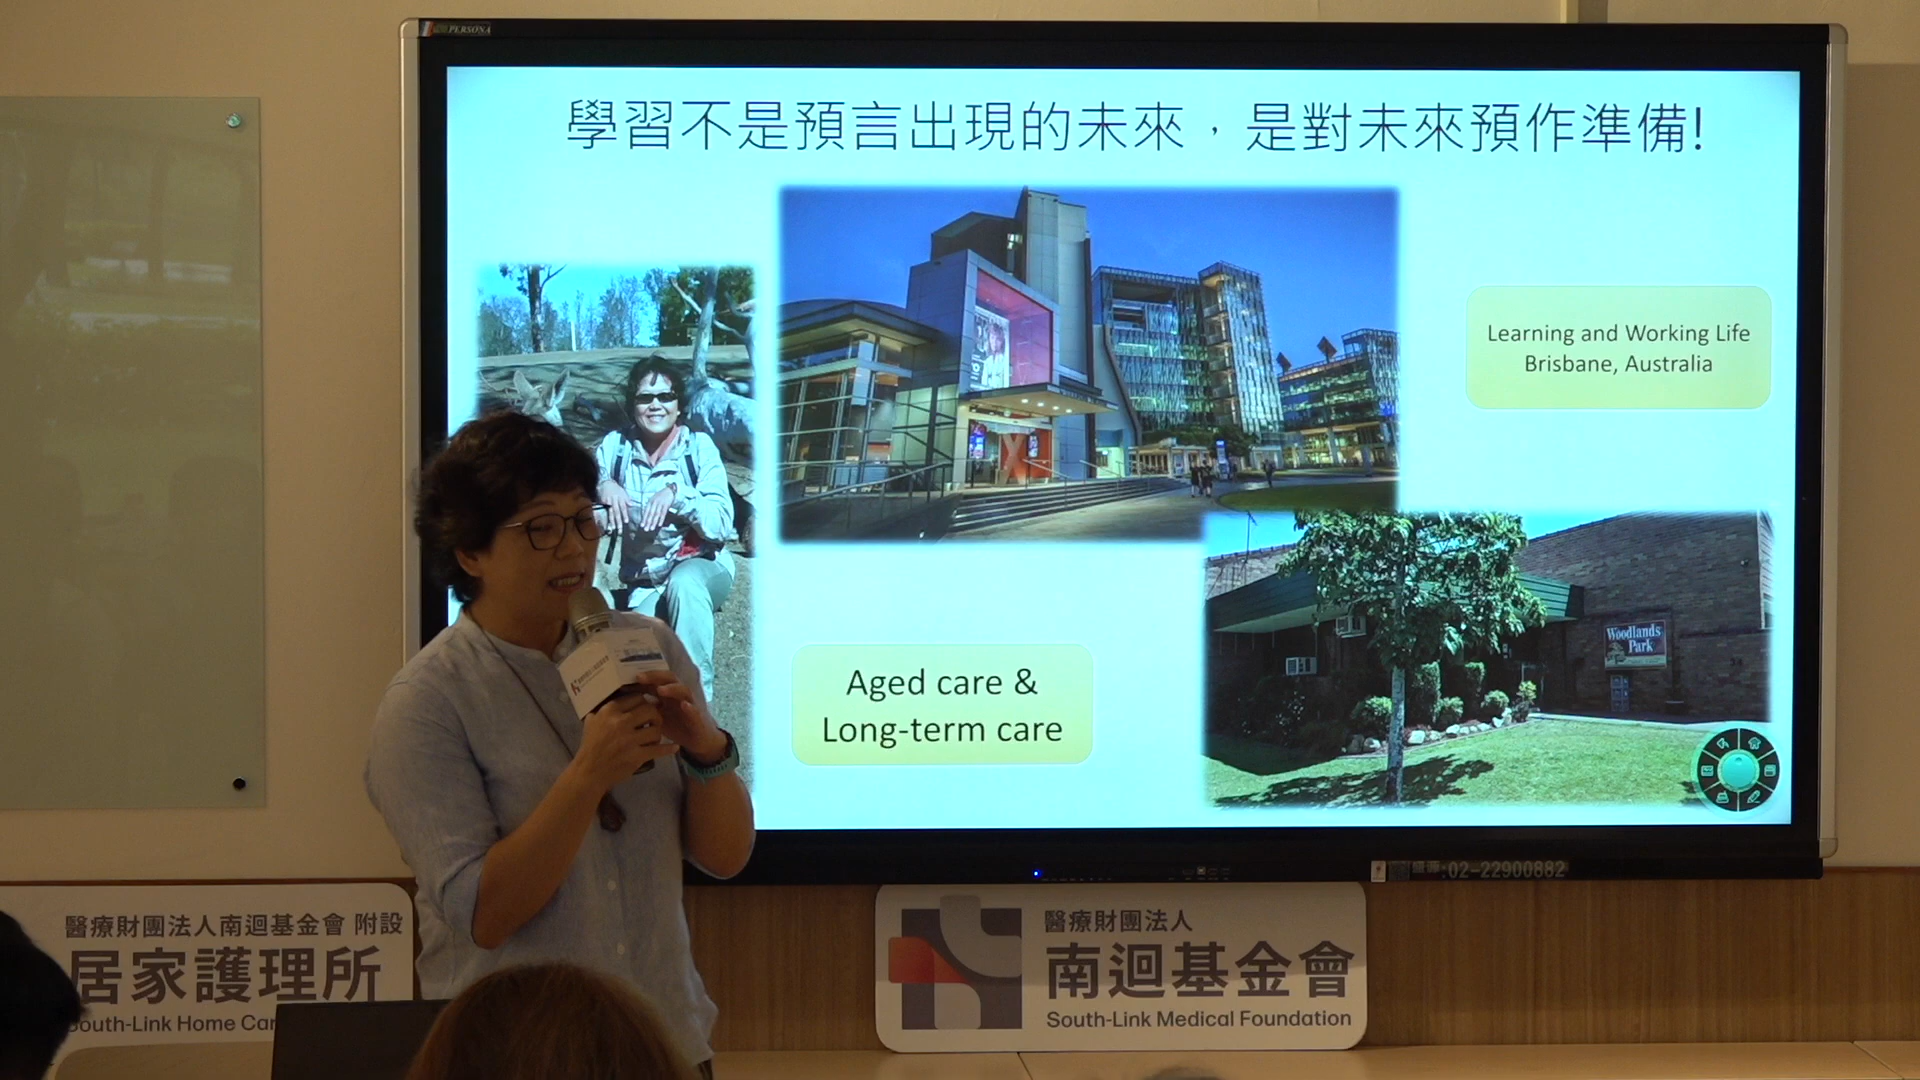 PERSONA
學習不是預言出現的未來，是對未來預作準備!
Learning and Working Life
Brisbane, Australia
Aged care &
Long-term care
Woodlands
Park
:02-22900882
醫療財團法人南迴基金會 附設
居家護理所
South-Link Home Car
醫療財團法人
南迴基金會
South-Link Medical Foundation